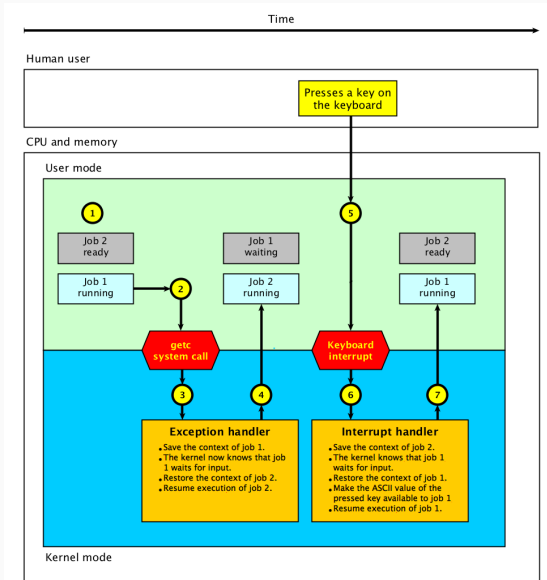 Time
Human user
Presses a key on
the keyboard
CPU and memory
User mode
1
Job 2
ready
Job 1
running
2
Job 1
waiting
Job 2
running
5
Job 2
ready
Job 1
running
getc
system call
Keyboard
interrupt
3
4
6
7
Exception handler
• Save the context of job 1.
• The kernel now knows that job
1 waits for input.
• Restore the context of job 2.
• Resume execution of job 2.
Interrupt handler
• Save the context of job 2.
• The kernel knows that job 1
waits for input.
• Restore the context of job 1.
• Make the ASCII value of the
pressed key available to job 1
• Resume execution of job 1.
Kernel mode